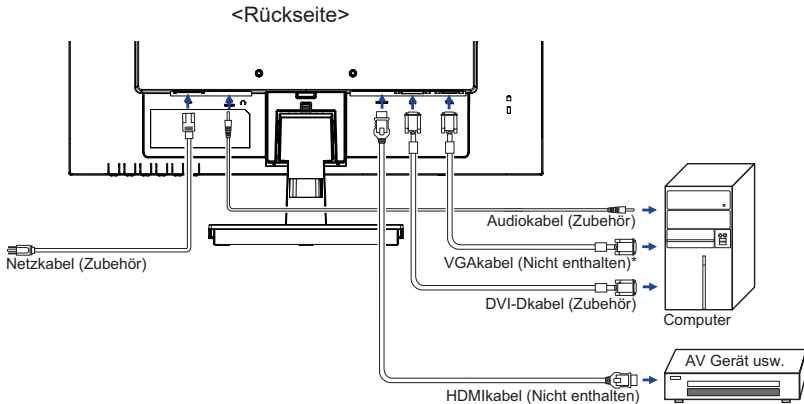 <Rückseite>
Audiokabel (Zubehör)
Netzkabel (Zubehör)
VGAkabel (Nicht enthalten)*
DVI-Dkabel (Zubehör)
Computer
AV Gerät usw.
HDMIkabel (Nicht enthalten)